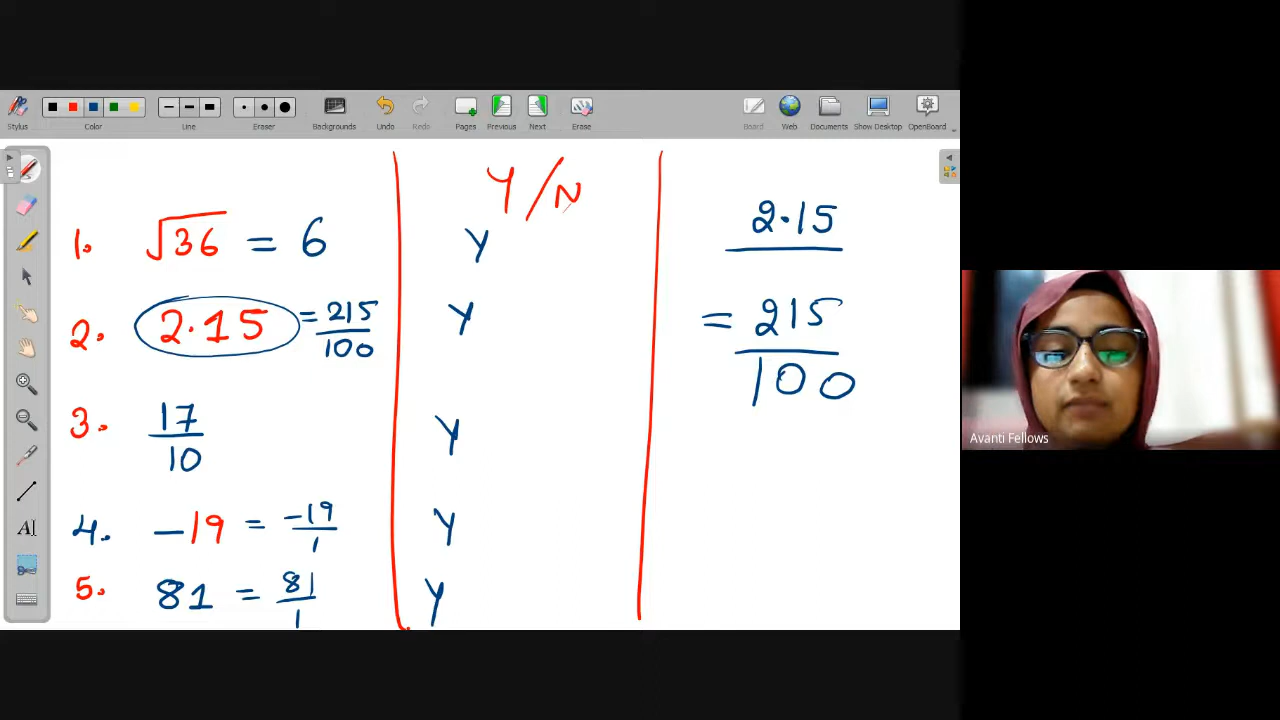 Stylus
Color
Line
Eraser
Backgrounds
Undo
Redo
Pages
Previous
Next
Erase
Board
Web
Documents
Show Desktop
OpenBoard
Y/N
1. √36 = 6 Y
2. 2.15 = 215/100 Y
3. 17/10 Y
4. -19 = -19/1 Y
5. 81 = 81/1 Y
2.15
= 215/100
Avanti Fellows